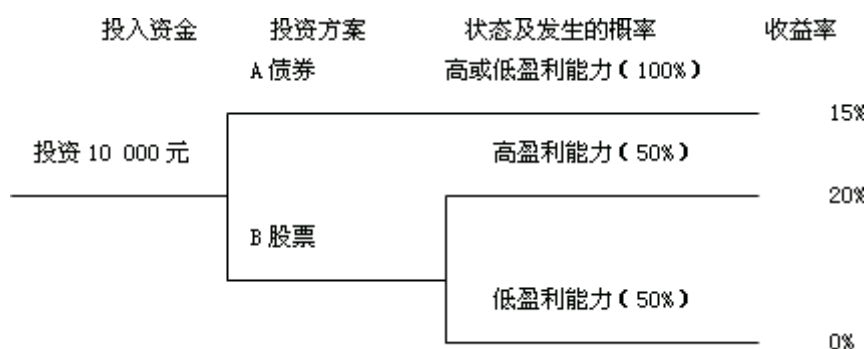 投入资金 投资方案 状态及发生的概率 收益率
A 债券 高或低盈利能力（100%）
15%
投资 10 000 元 高盈利能力（50%）
20%
B 股票
低盈利能力（50%）
0%